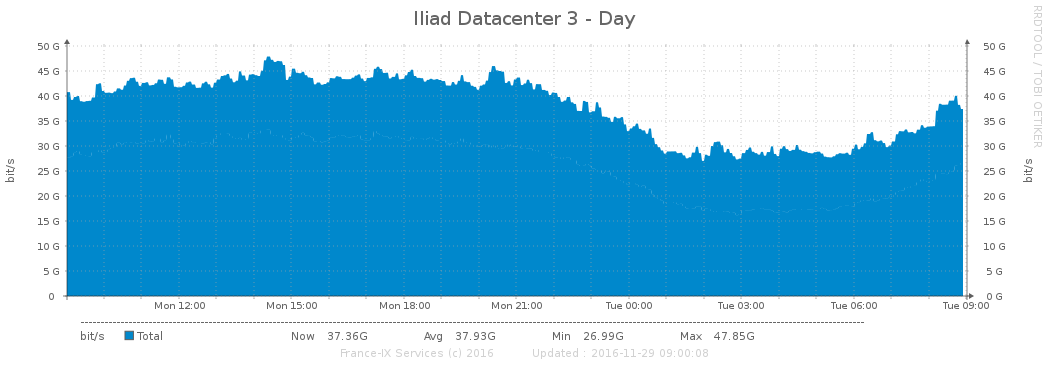 Iliad Datacenter 3 - Day
RRDTOOL / TOBI OETIKER
bit/s
bit/s
50 G 50 G
45 G 45 G
40 G 40 G
35 G 35 G
30 G 30 G
25 G 25 G
20 G 20 G
15 G 15 G
10 G 10 G
5 G 5 G
0 0 G
Mon 12:00 Mon 15:00 Mon 18:00 Mon 21:00 Tue 00:00 Tue 03:00 Tue 06:00 Tue 09:00
bit/s Total Now 37.36G Avg 37.93G Min 26.99G Max 47.85G
France-IX Services (c) 2016 Updated : 2016-11-29 09:00:08